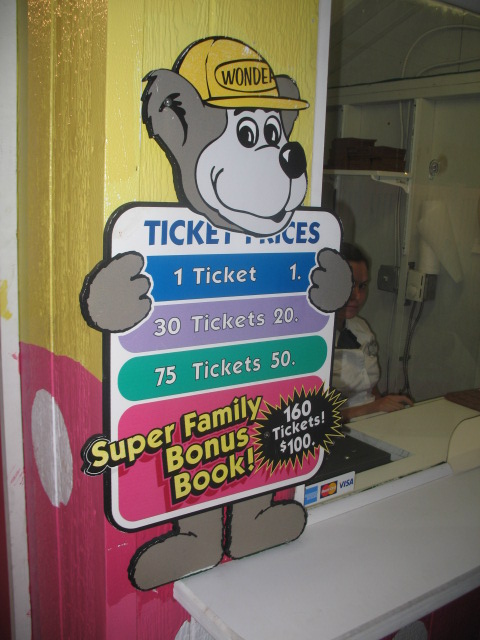 WONDE
TICKET PRICES
1 Ticket 1.
30 Tickets 20.
75 Tickets 50.
Super Family
Bonus
Book!
160
Tickets!
$100.
VISA